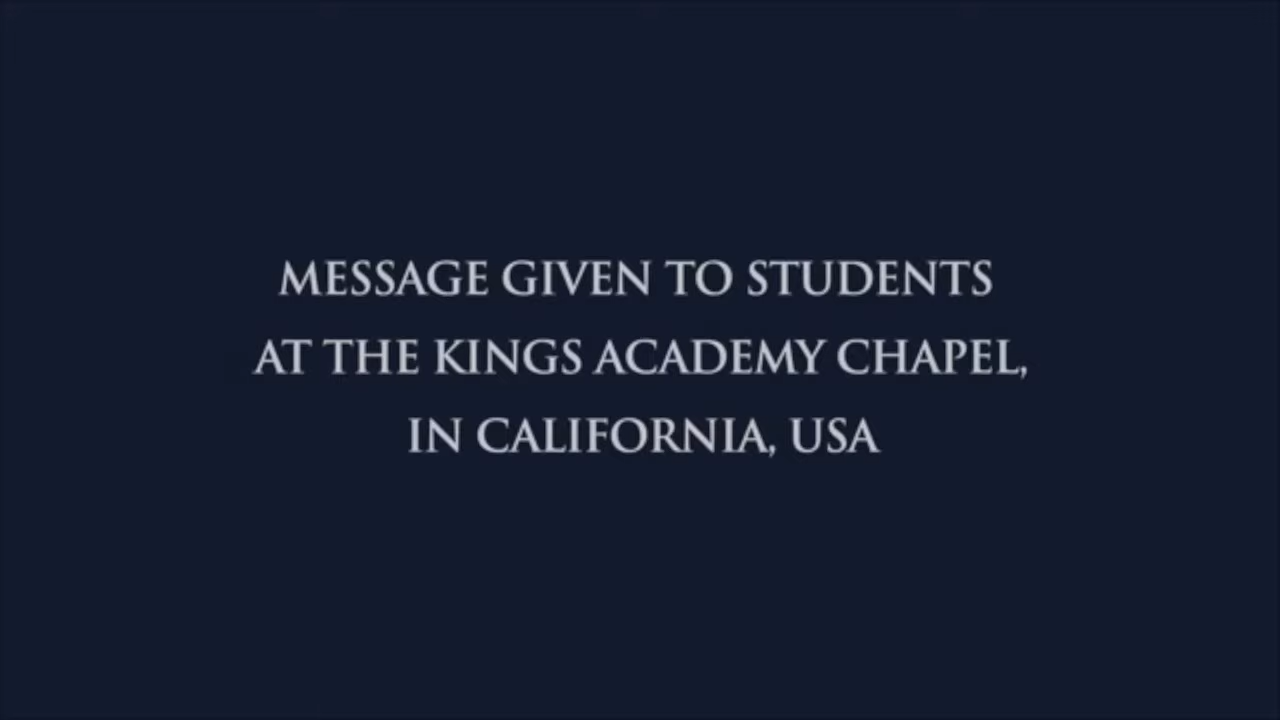 MESSAGE GIVEN TO STUDENTS
AT THE KINGS ACADEMY CHAPEL,
IN CALIFORNIA, USA